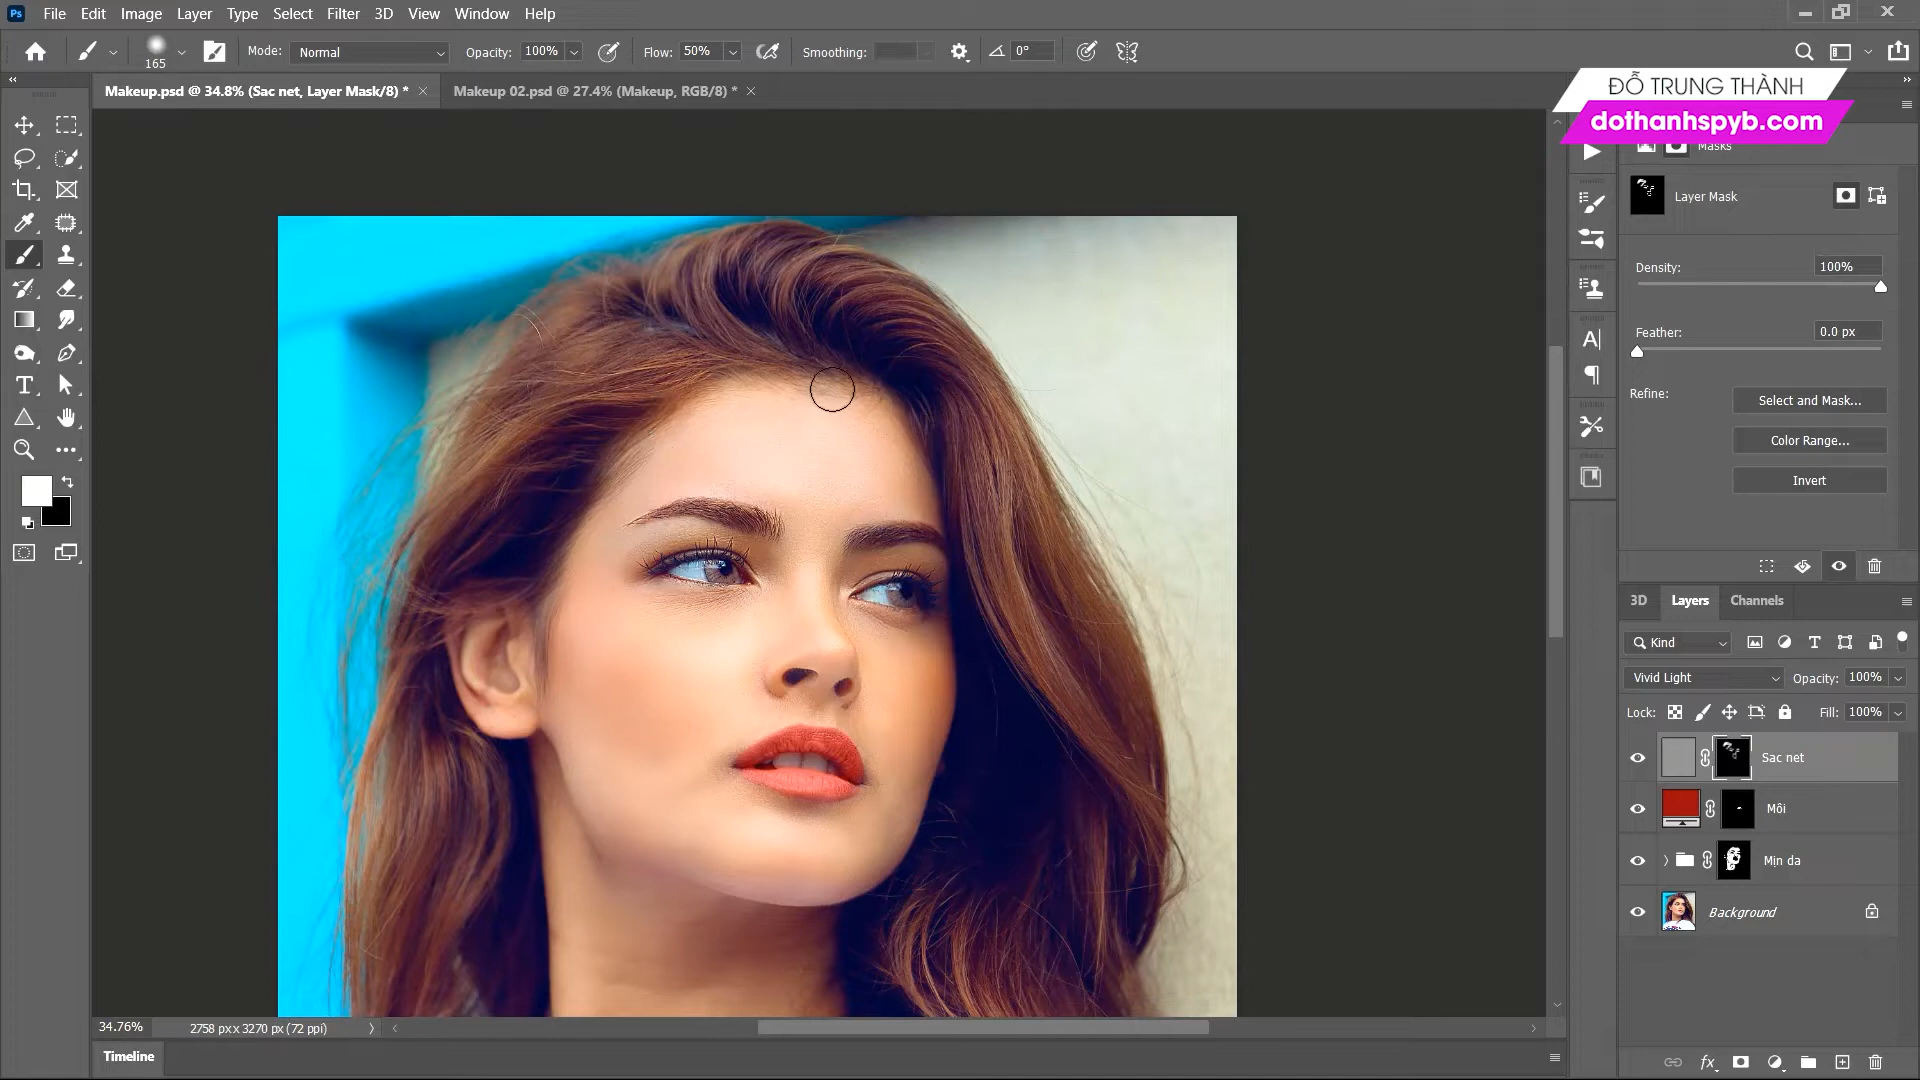 Ps File Edit Image Layer Type Select Filter 3D View Window Help
165 Mode: Normal Opacity: 100% Flow: 50% Smoothing: 0°
Makeup.psd @ 34.8% (Sac net, Layer Mask/8) * Makeup 02.psd @ 27.4% (Makeup, RGB/8) *
ĐỖ TRUNG THÀNH
dothanhspyb.com
Masks
Layer Mask
Density: 100%
Feather: 0.0 px
Refine: Select and Mask...
Color Range...
Invert
3D Layers Channels
Kind
Vivid Light Opacity: 100%
Lock: Fill: 100%
Sac net
Môi
Mịn da
Background
34.76% 2758 px x 3270 px (72 ppi)
Timeline